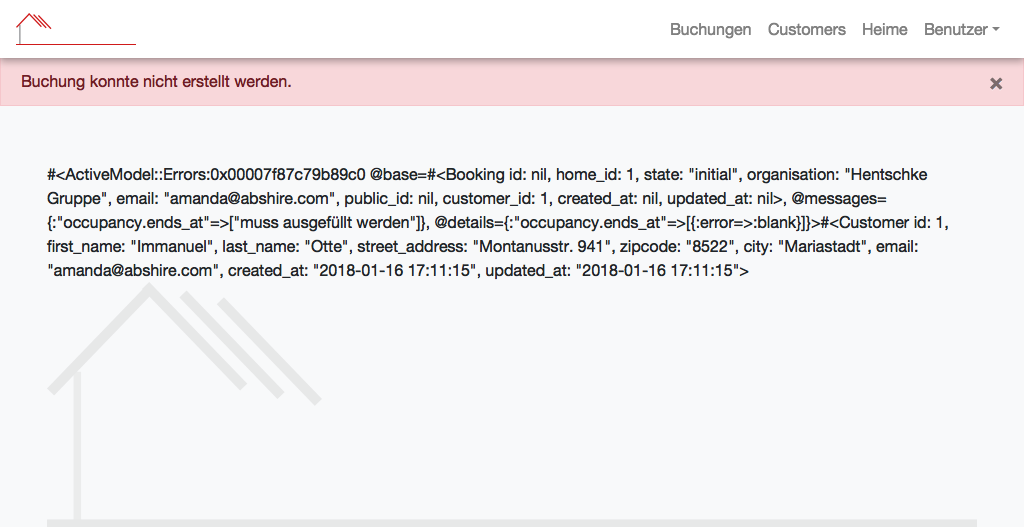 Buchungen Customers Heime Benutzer
Buchung konnte nicht erstellt werden.
×
#<ActiveModel::Errors:0x00007f87c79b89c0 @base=#<Booking id: nil, home_id: 1, state: "initial", organisation: "Hentschke
Gruppe", email: "amanda@abshire.com", public_id: nil, customer_id: 1, created_at: nil, updated_at: nil>, @messages=
{:"occupancy.ends_at"=>["muss ausgefüllt werden"]}, @details={:"occupancy.ends_at"=>[{:error=>:blank}]}>#<Customer id: 1,
first_name: "Immanuel", last_name: "Otte", street_address: "Montanusstr. 941", zipcode: "8522", city: "Mariastadt", email:
"amanda@abshire.com", created_at: "2018-01-16 17:11:15", updated_at: "2018-01-16 17:11:15">